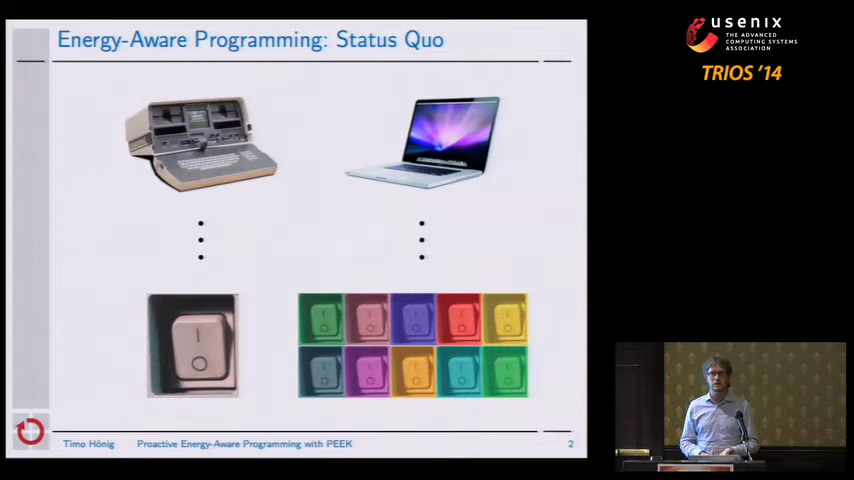 Energy-Aware Programming: Status Quo
usenix
THE ADVANCED
COMPUTING SYSTEMS
ASSOCIATION
TRIOS '14
Timo Hönig
Proactive Energy-Aware Programming with PEEK
2